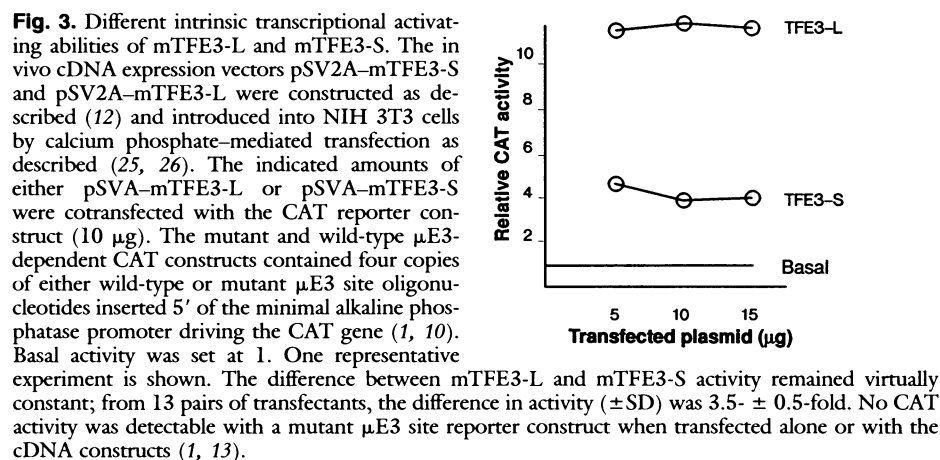 Fig. 3. Different intrinsic transcriptional activat-
ing abilities of mTFE3-L and mTFE3-S. The in
vivo cDNA expression vectors pSV2A–mTFE3-S
and pSV2A–mTFE3-L were constructed as de-
scribed (12) and introduced into NIH 3T3 cells
by calcium phosphate–mediated transfection as
described (25, 26). The indicated amounts of
either pSVA–mTFE3-L or pSVA–mTFE3-S
were cotransfected with the CAT reporter con-
struct (10 μg). The mutant and wild-type μE3-
dependent CAT constructs contained four copies
of either wild-type or mutant μE3 site oligonu-
cleotides inserted 5′ of the minimal alkaline phos-
phatase promoter driving the CAT gene (1, 10).
Basal activity was set at 1. One representative
experiment is shown. The difference between mTFE3-L and mTFE3-S activity remained virtually
constant; from 13 pairs of transfectants, the difference in activity (±SD) was 3.5- ± 0.5-fold. No CAT
activity was detectable with a mutant μE3 site reporter construct when transfected alone or with the
cDNA constructs (1, 13).
Relative CAT activity
10
8
6
4
2
TFE3–L
TFE3–S
Basal
5 10 15
Transfected plasmid (μg)